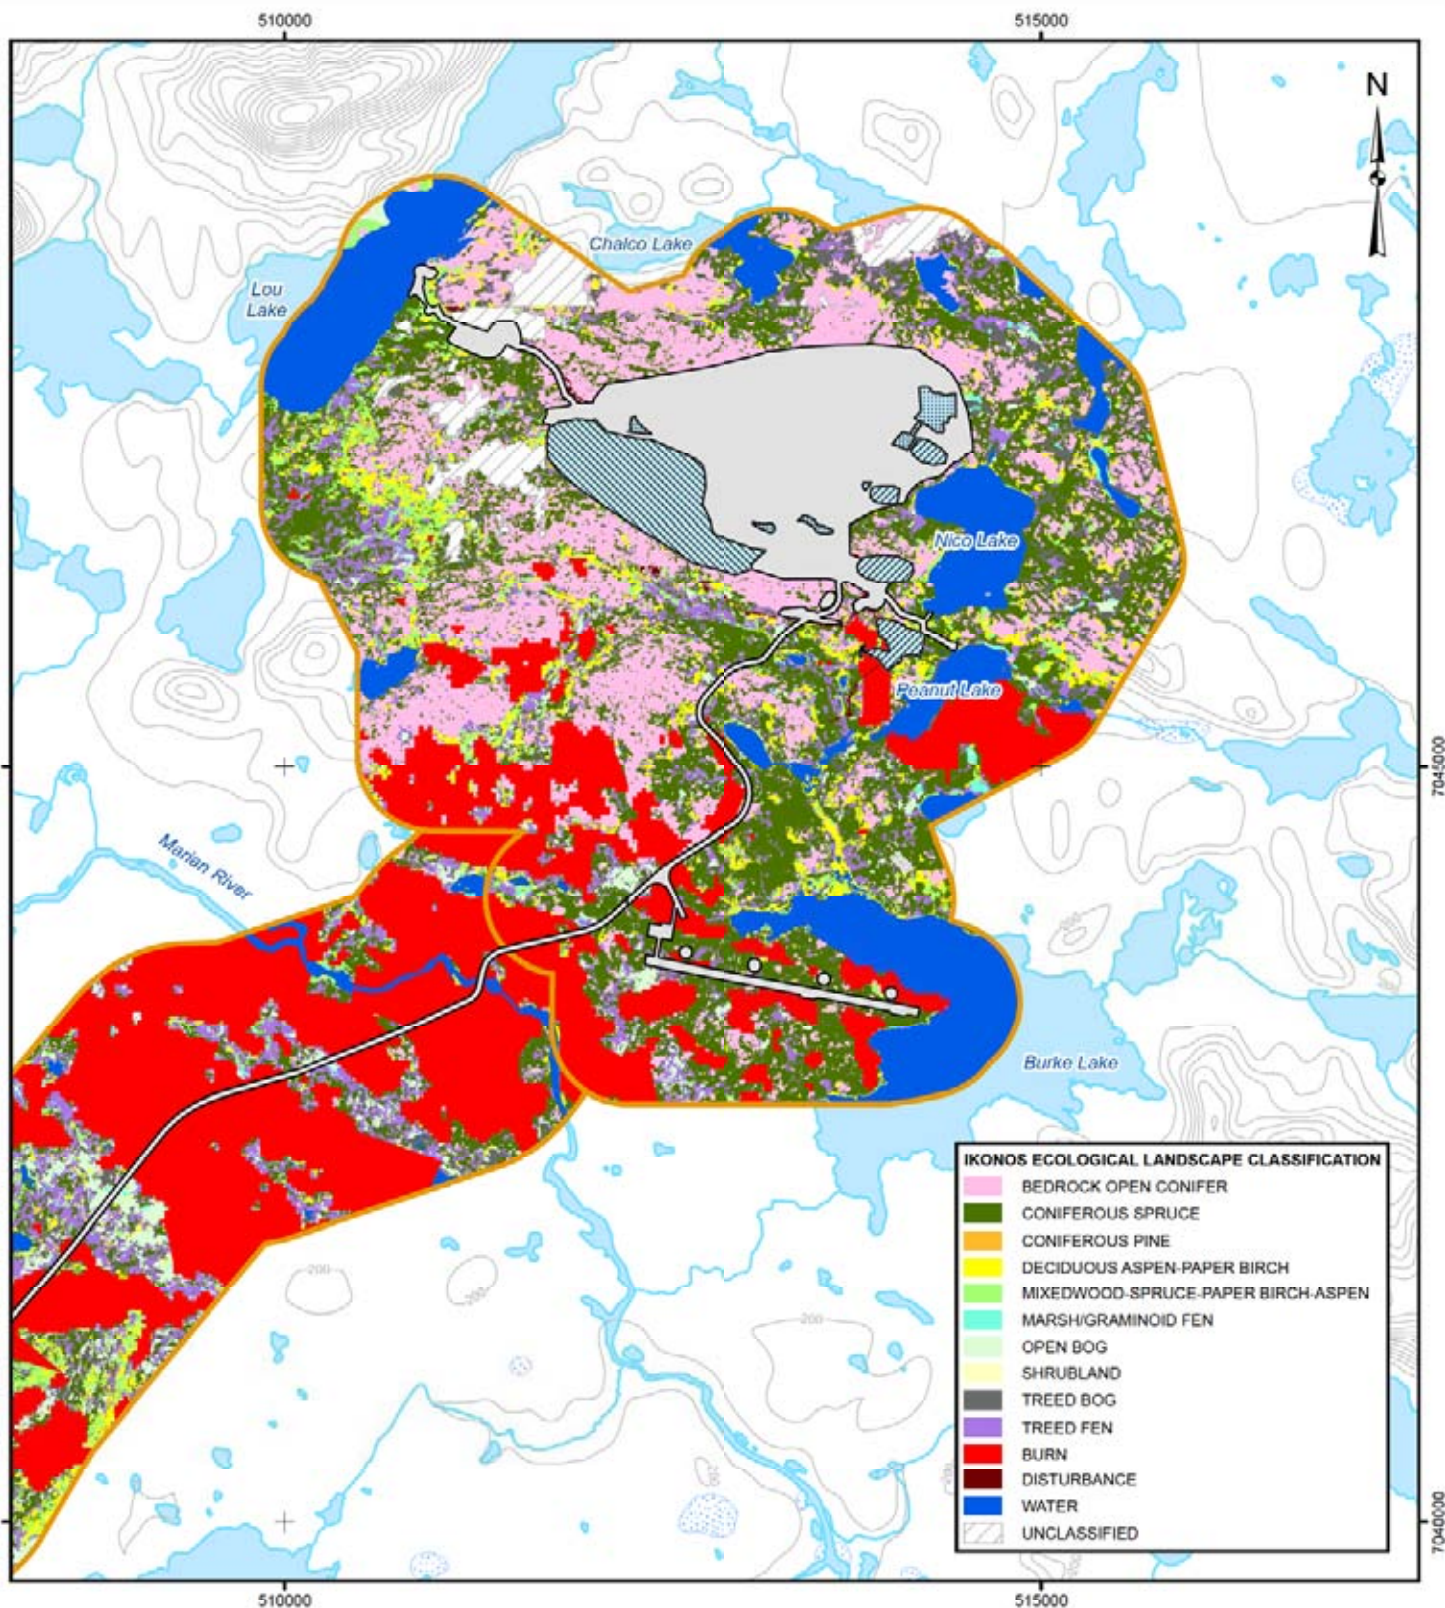 510000
515000
N
Chalco Lake
Lou
Lake
Nico Lake
Peanut Lake
7045000
Marian River
Burke Lake
IKONOS ECOLOGICAL LANDSCAPE CLASSIFICATION
BEDROCK OPEN CONIFER
CONIFEROUS SPRUCE
CONIFEROUS PINE
DECIDUOUS ASPEN-PAPER BIRCH
MIXEDWOOD-SPRUCE-PAPER BIRCH-ASPEN
MARSH/GRAMINOID FEN
OPEN BOG
SHRUBLAND
TREED BOG
TREED FEN
BURN
DISTURBANCE
WATER
UNCLASSIFIED
200
200
200
7040000
510000
515000